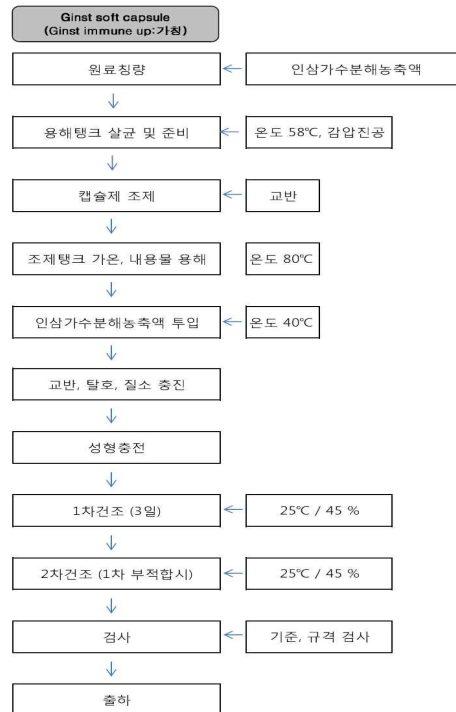 Ginst soft capsule
(Ginst immune up:가칭)
원료칭량
인삼가수분해농축액
용해탱크 살균 및 준비
온도 58℃, 감압진공
캡슐제 조제
교반
조제탱크 가온, 내용물 용해
온도 80℃
인삼가수분해농축액 투입
온도 40℃
교반, 탈호, 질소 충진
성형충전
1차건조 (3일)
25℃ / 45 %
2차건조 (1차 부적합시)
25℃ / 45 %
검사
기준, 규격 검사
출하